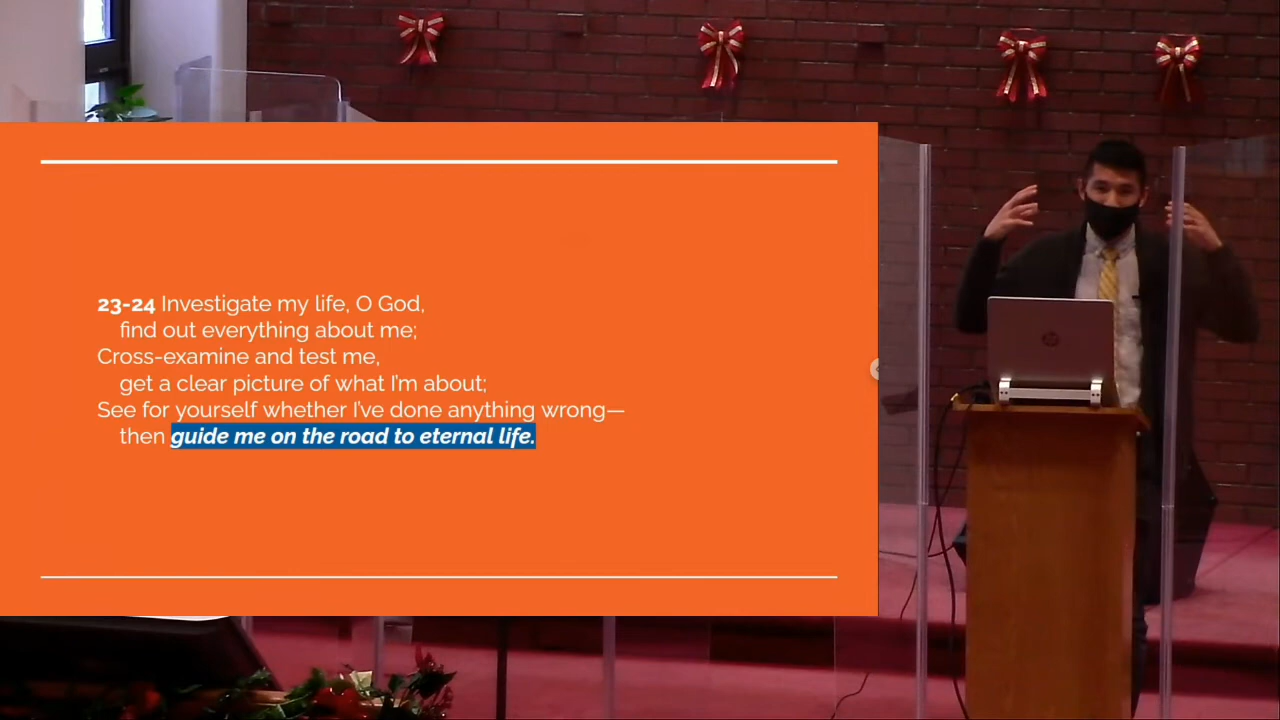 23-24 Investigate my life, O God,
find out everything about me;
Cross-examine and test me,
get a clear picture of what I'm about;
See for yourself whether I've done anything wrong—
then guide me on the road to eternal life.
hp